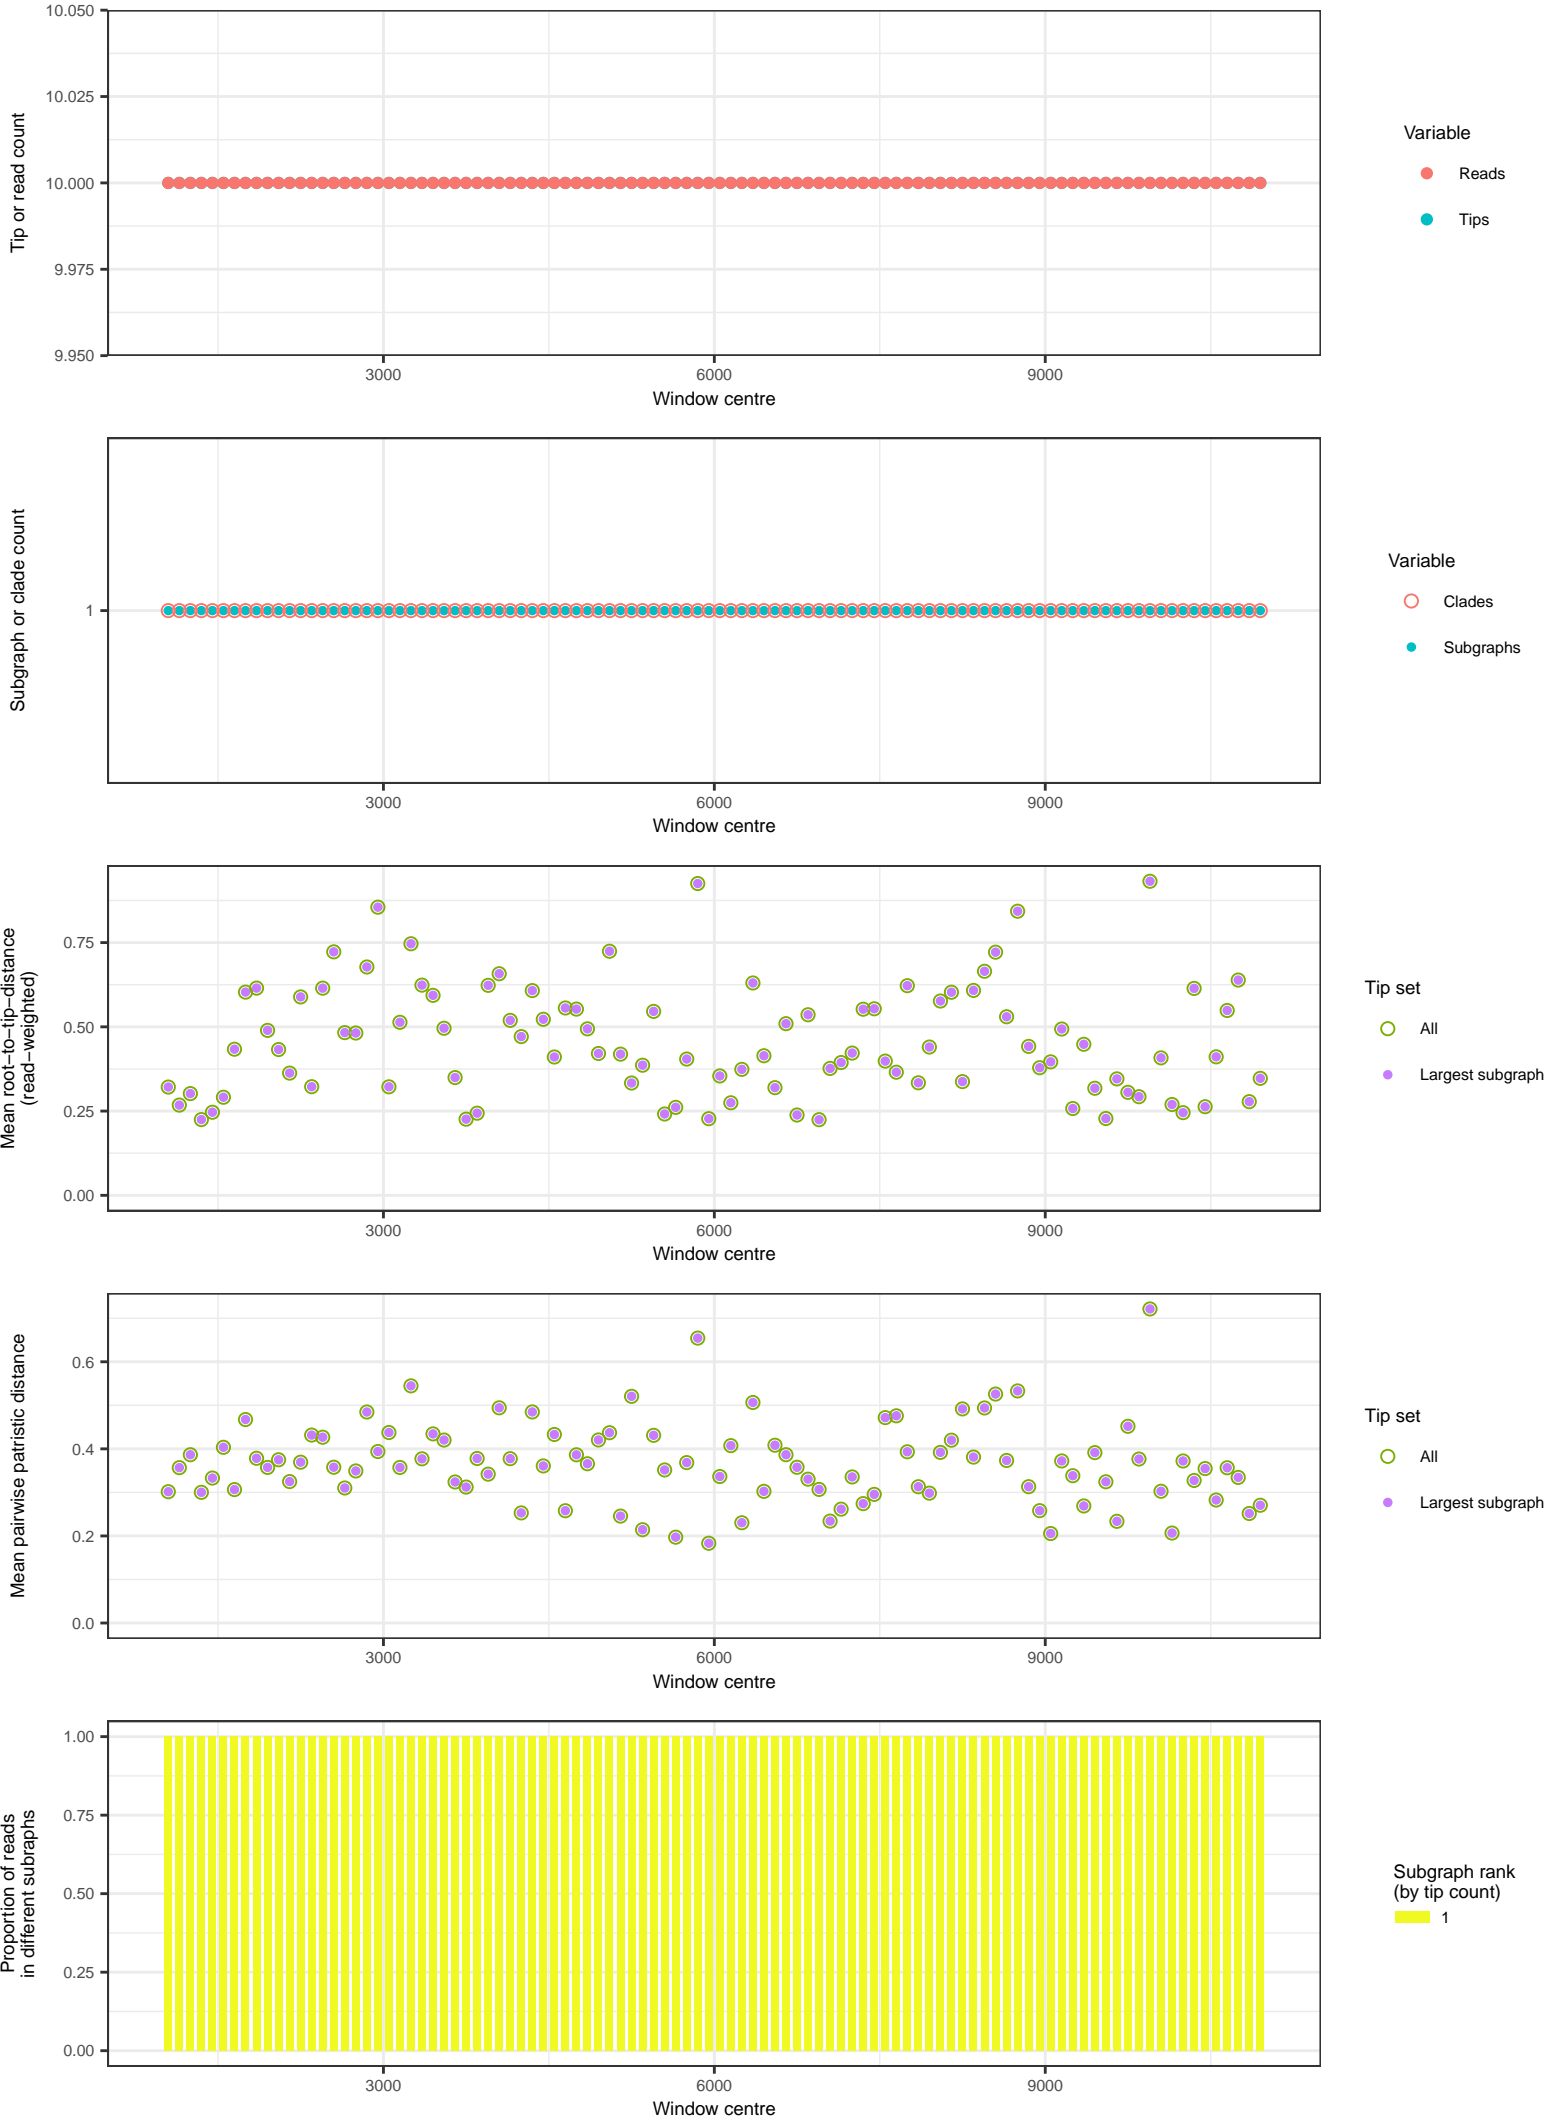 10.050
10.025
10.000
9.975
9.950
Tip or read count
3000
6000
9000
Window centre
Variable
Reads
Tips
1
Subgraph or clade count
3000
6000
9000
Window centre
Variable
Clades
Subgraphs
0.75
0.50
0.25
0.00
Mean root−to−tip−distance
(read−weighted)
3000
6000
9000
Window centre
Tip set
All
Largest subgraph
0.6
0.4
0.2
0.0
Mean pairwise patristic distance
3000
6000
9000
Window centre
Tip set
All
Largest subgraph
1.00
0.75
0.50
0.25
0.00
Proportion of reads
in different subraphs
3000
6000
9000
Window centre
Subgraph rank
(by tip count)
1